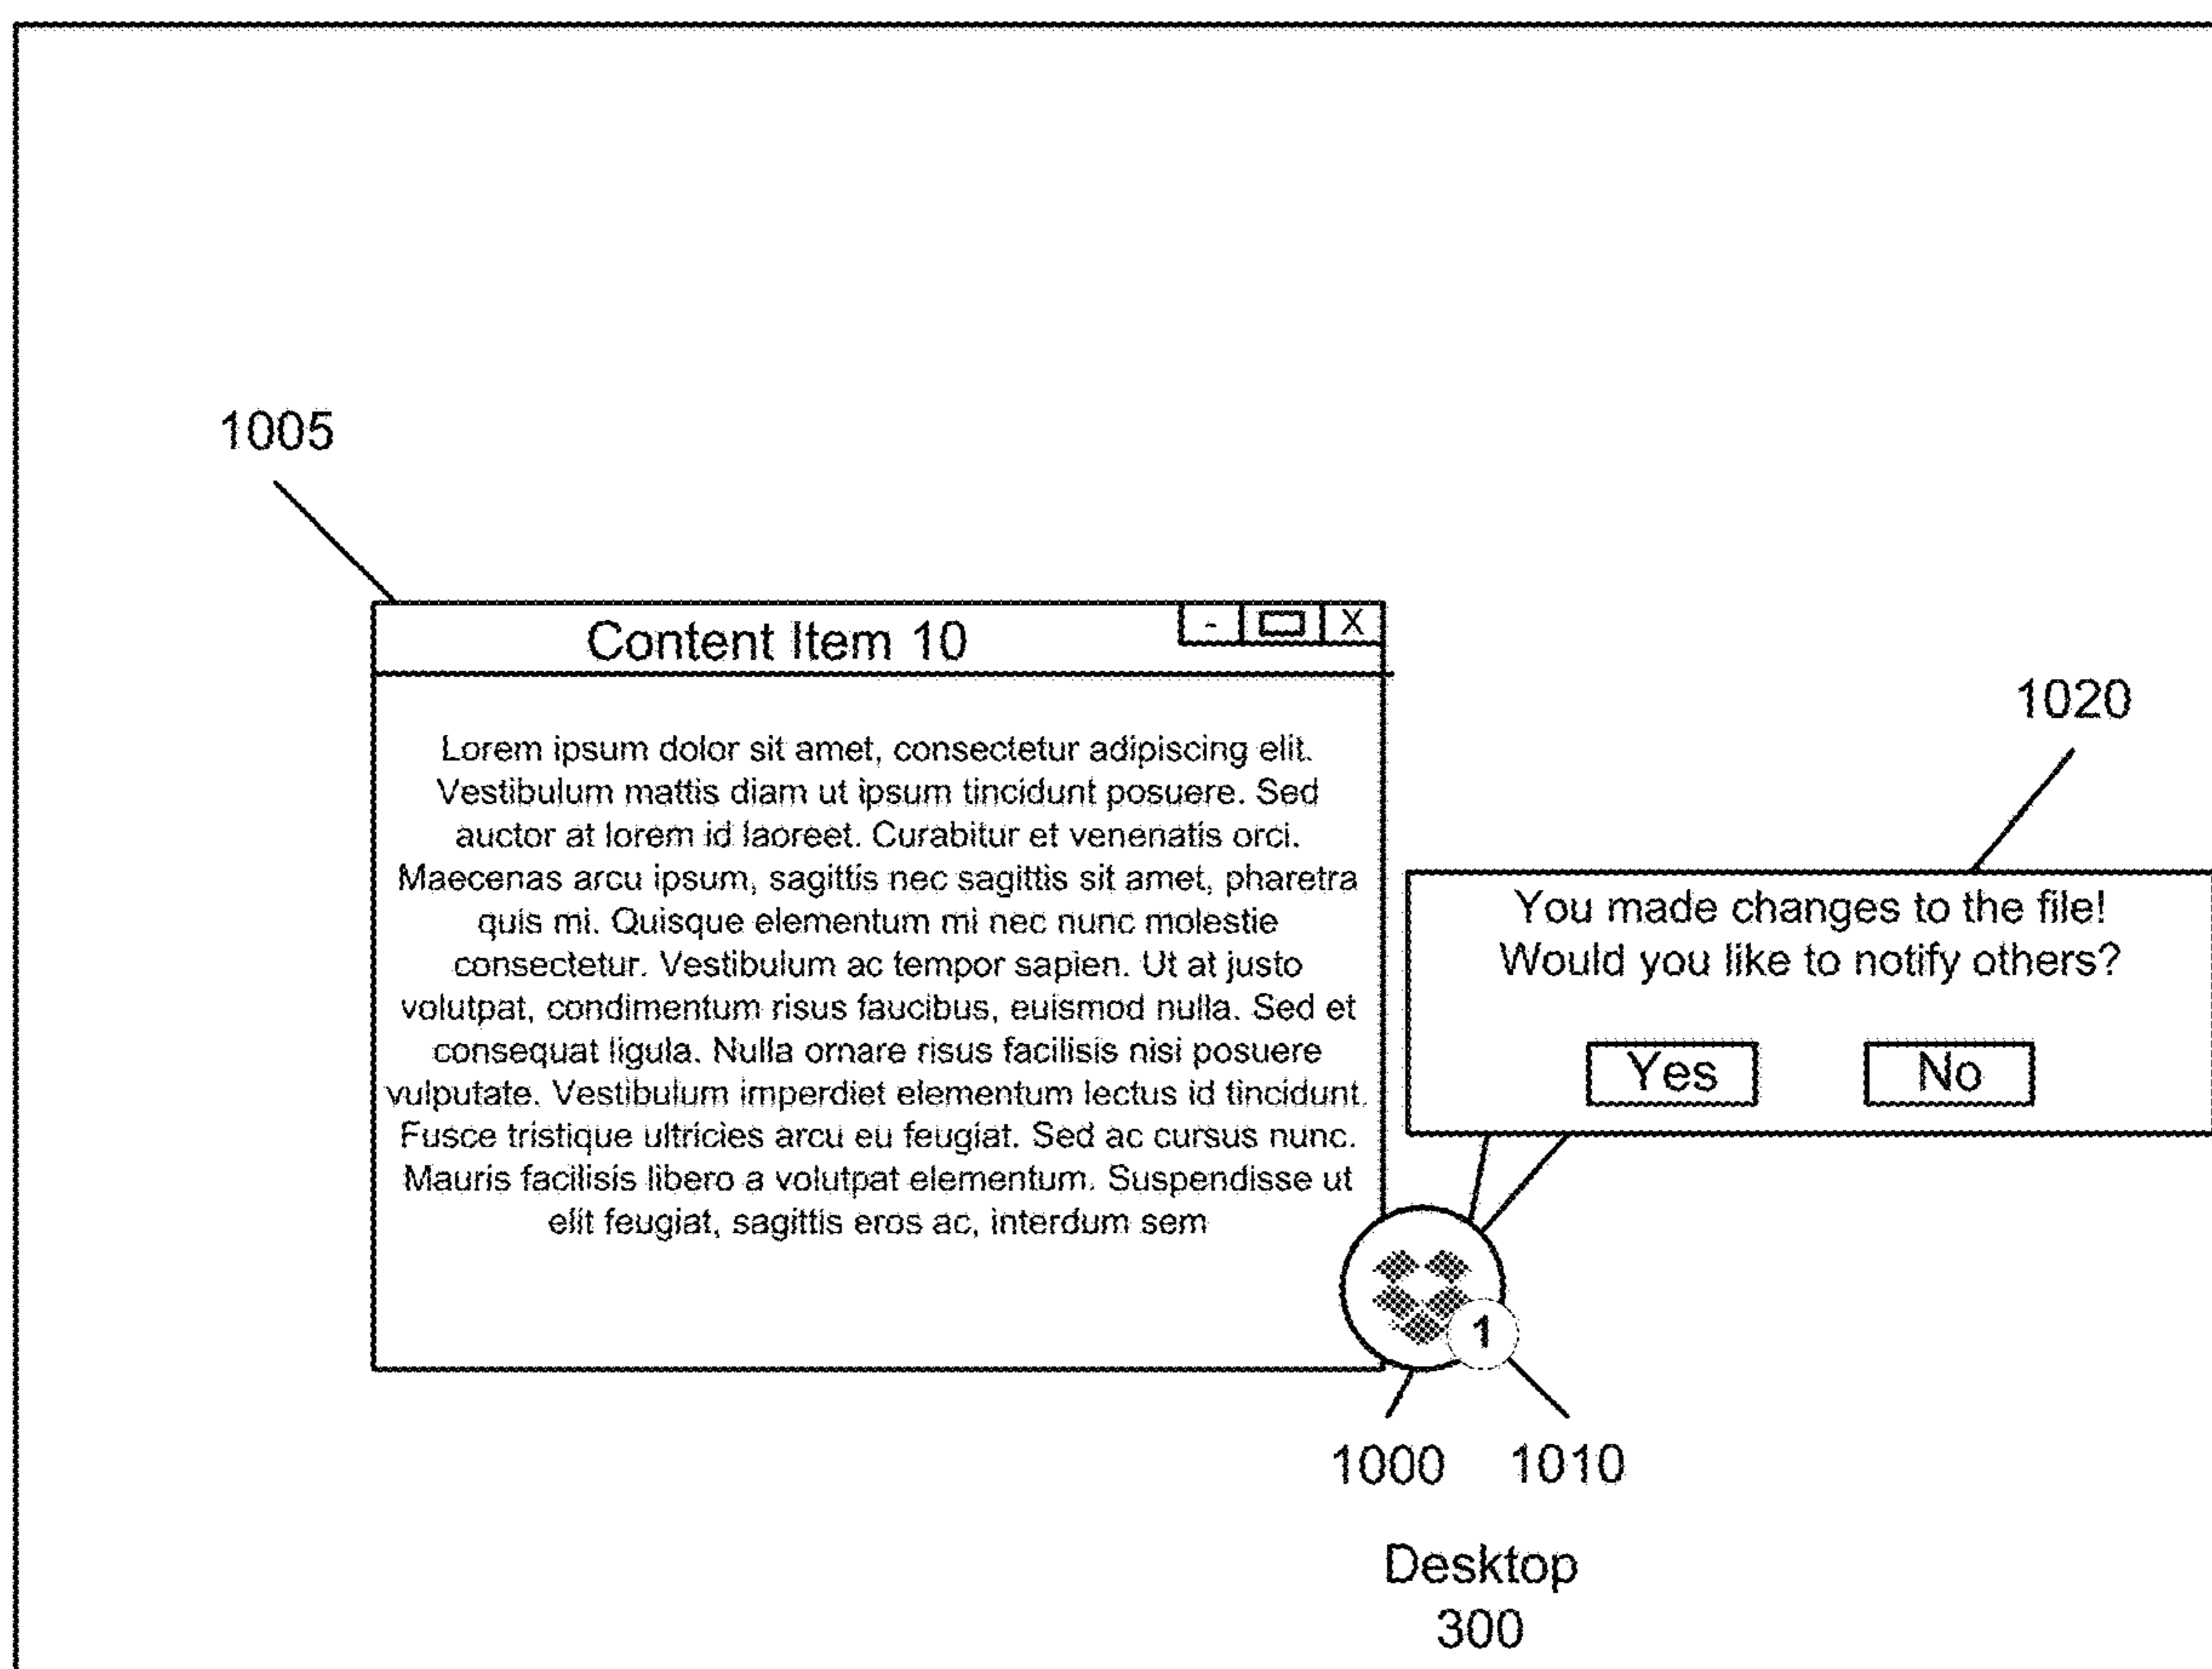 1005
Content Item 10
- X
Lorem ipsum dolor sit amet, consectetur adipiscing elit.
Vestibulum mattis diam ut ipsum tincidunt posuere. Sed
auctor at lorem id laoreet. Curabitur et venenatis orci.
Maecenas arcu ipsum, sagittis nec sagittis sit amet, pharetra
quis mi. Quisque elementum mi nec nunc molestie
consectetur. Vestibulum ac tempor sapien. Ut at justo
volutpat, condimentum risus faucibus, euismod nulla. Sed et
consequat ligula. Nulla ornare risus facilisis nisi posuere
vulputate. Vestibulum imperdiet elementum lectus id tincidunt.
Fusce tristique ultricies arcu eu feugiat. Sed ac cursus nunc.
Mauris facilisis libero a volutpat elementum. Suspendisse ut
elit feugiat, sagittis eros ac, interdum sem
1020
You made changes to the file!
Would you like to notify others?
Yes No
1
1000 1010
Desktop
300